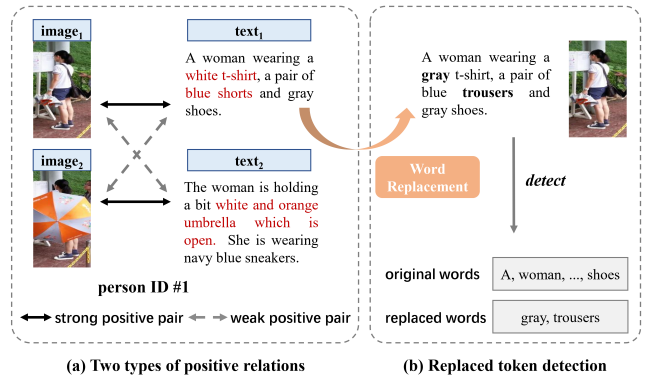 image1
text1
A woman wearing a
white t-shirt, a pair of
blue shorts and gray
shoes.
image2
text2
The woman is holding
a bit white and orange
umbrella which is
open. She is wearing
navy blue sneakers.
person ID #1
strong positive pair
weak positive pair
(a) Two types of positive relations
A woman wearing a
gray t-shirt, a pair of
blue trousers and
gray shoes.
Word
Replacement
detect
original words
A, woman, ..., shoes
replaced words
gray, trousers
(b) Replaced token detection